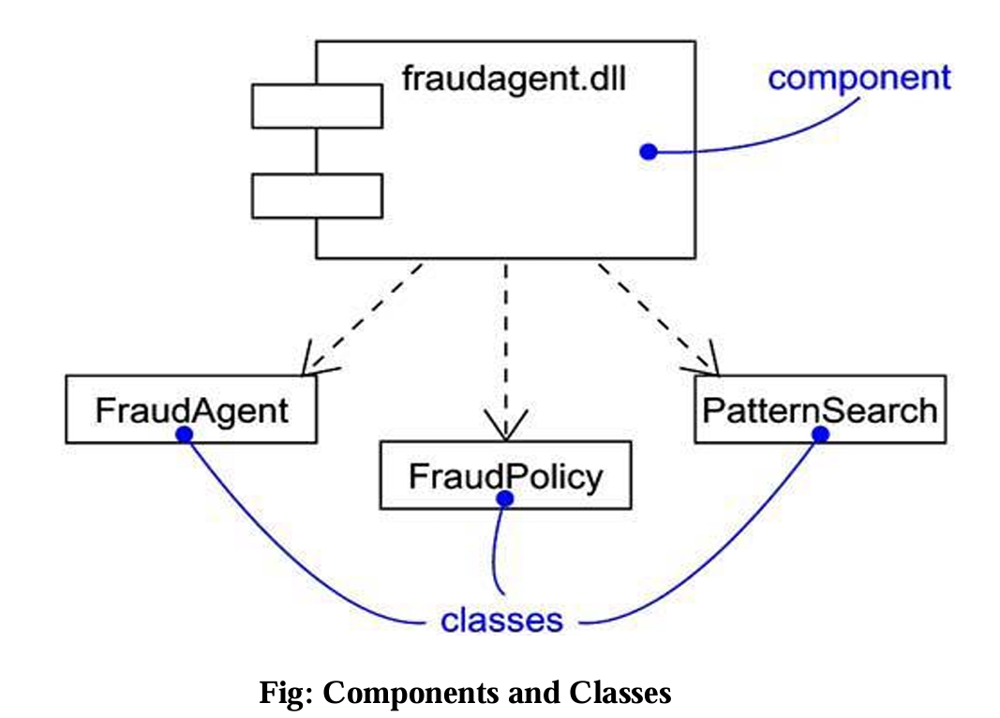 fraudagent.dll
component
FraudAgent
PatternSearch
FraudPolicy
classes
Fig: Components and Classes